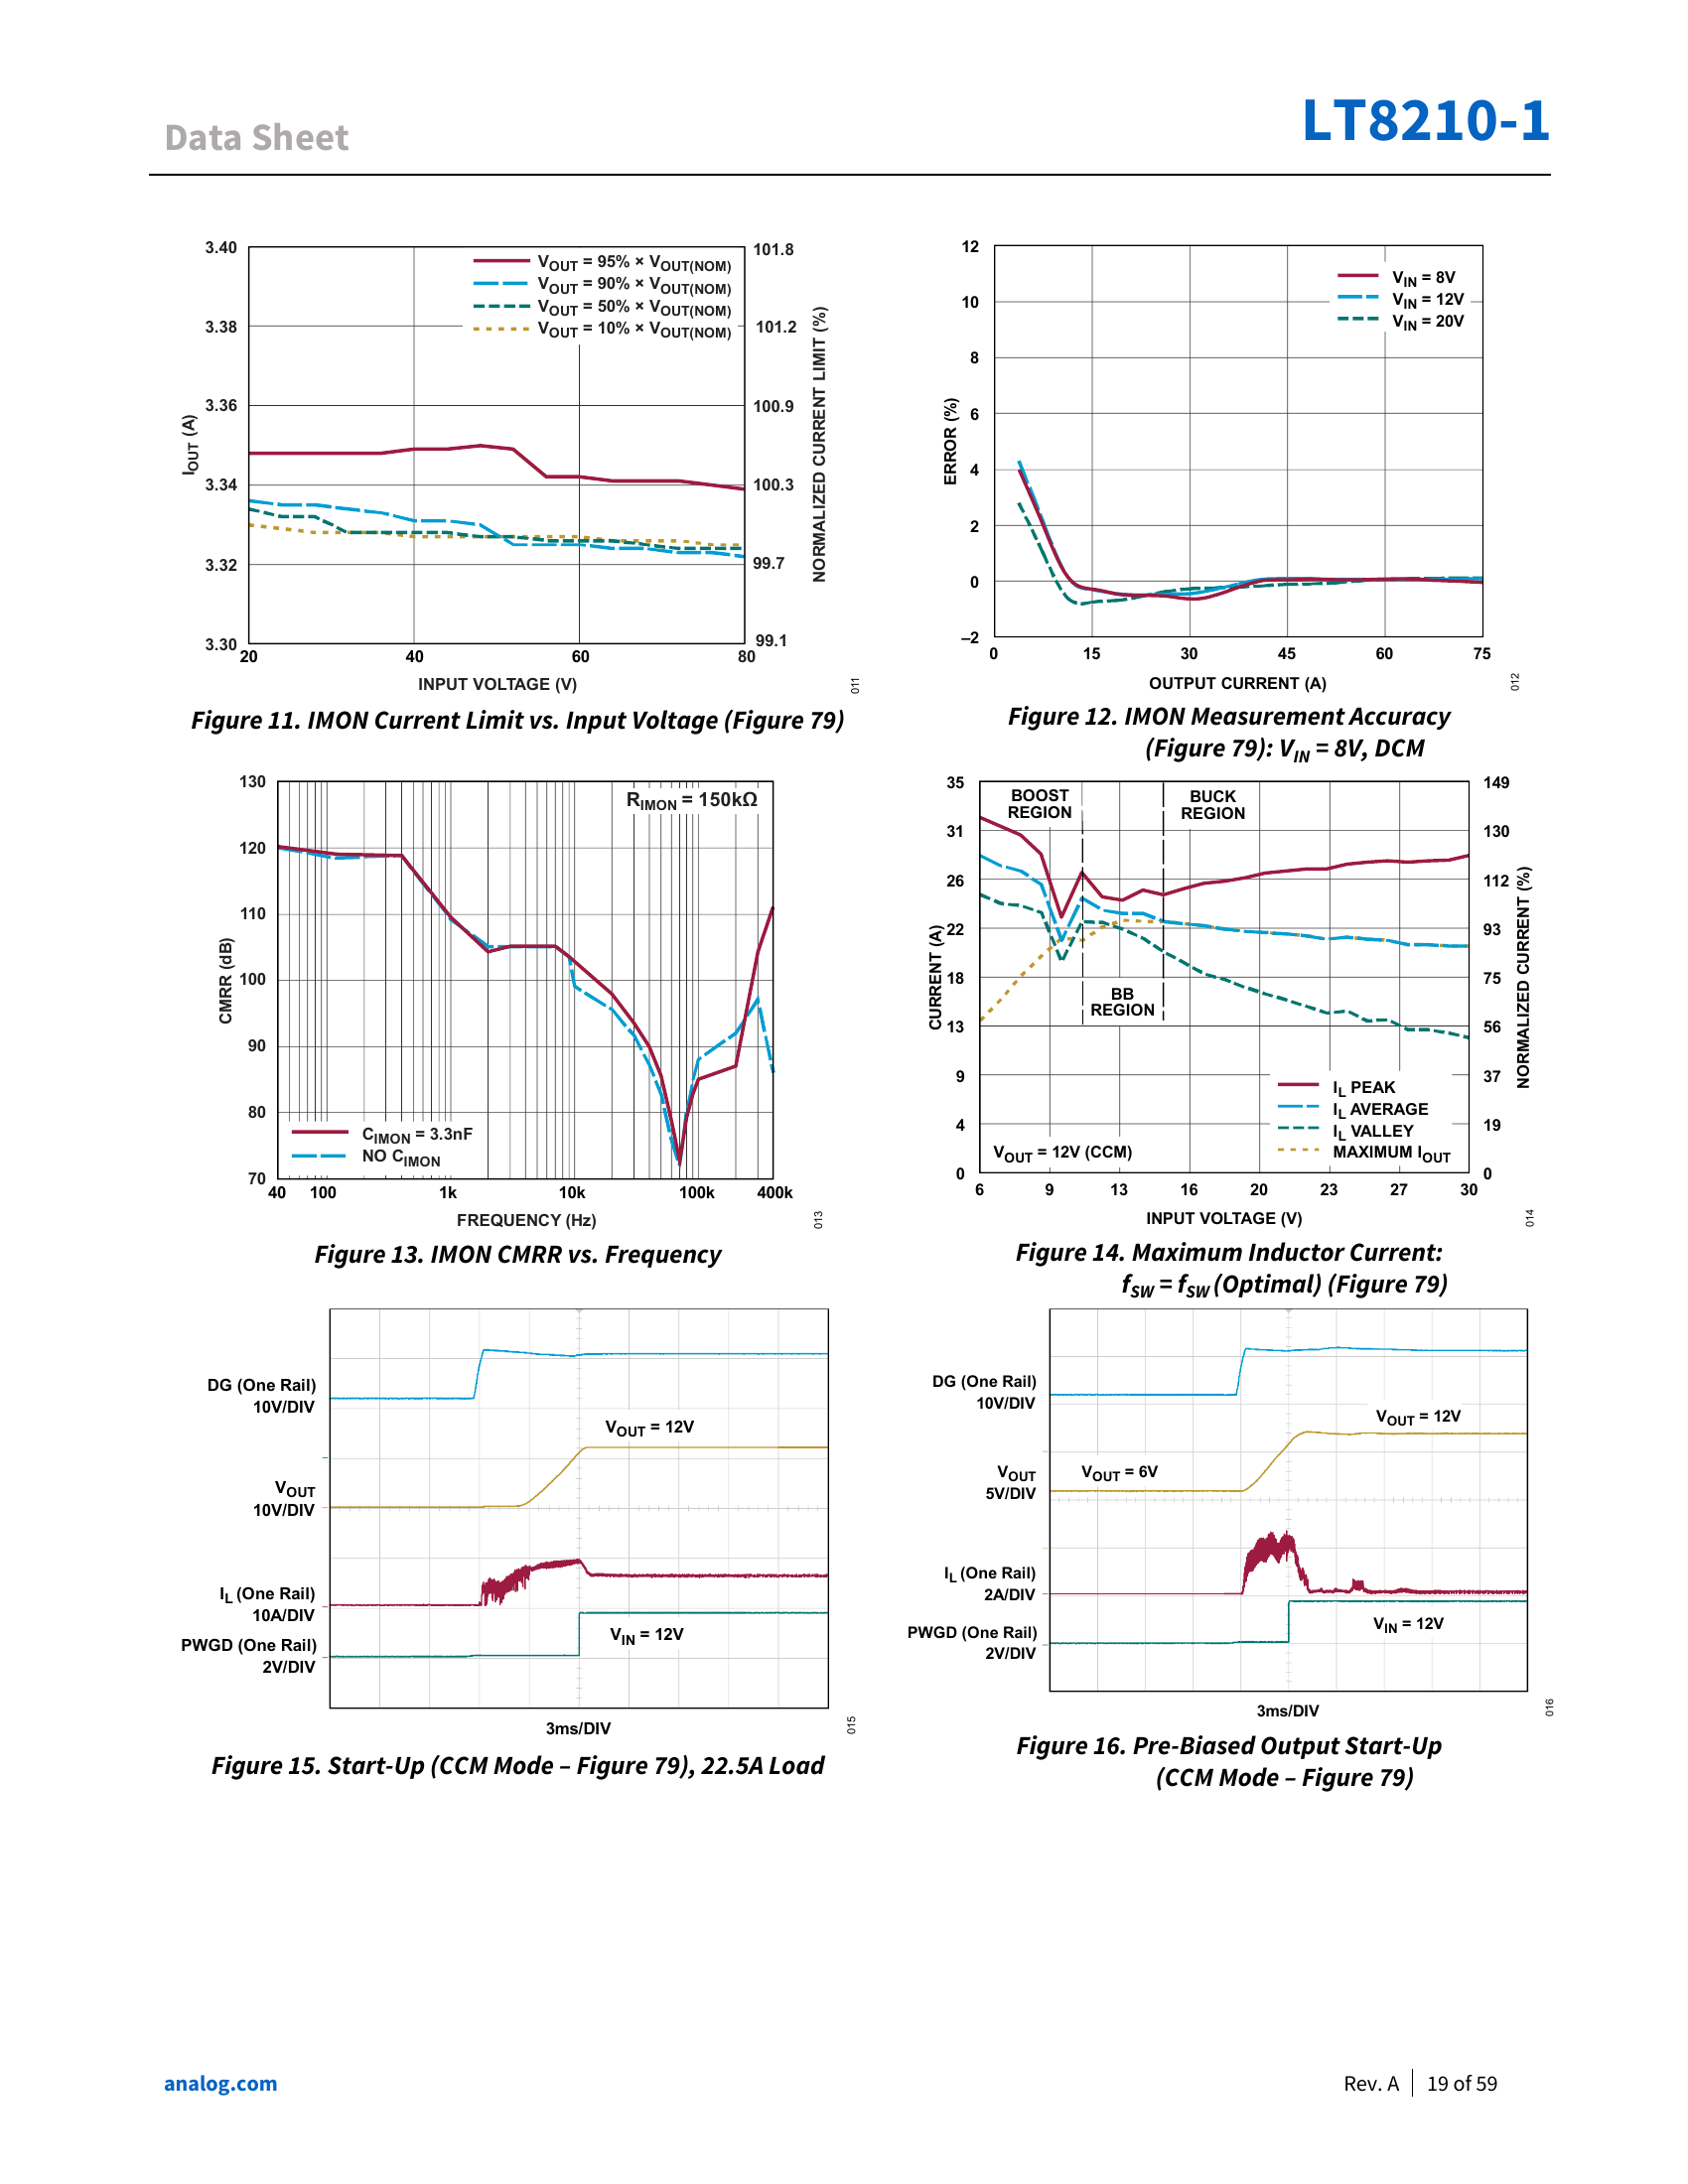 Data Sheet
LT8210-1
3.40
3.38
3.36
3.34
3.32
3.30
IOUT (A)
VOUT = 95% × VOUT(NOM)
VOUT = 90% × VOUT(NOM)
VOUT = 50% × VOUT(NOM)
VOUT = 10% × VOUT(NOM)
101.8
101.2
100.9
100.3
99.7
99.1
NORMALIZED CURRENT LIMIT (%)
20 40 60 80
INPUT VOLTAGE (V)
011
Figure 11. IMON Current Limit vs. Input Voltage (Figure 79)
12
10
8
6
4
2
0
–2
ERROR (%)
VIN = 8V
VIN = 12V
VIN = 20V
0 15 30 45 60 75
OUTPUT CURRENT (A)
012
Figure 12. IMON Measurement Accuracy
(Figure 79): VIN = 8V, DCM
130
120
110
100
90
80
70
CMRR (dB)
RIMON = 150kΩ
CIMON = 3.3nF
NO CIMON
40 100 1k 10k 100k 400k
FREQUENCY (Hz)
013
Figure 13. IMON CMRR vs. Frequency
35
31
26
22
18
13
9
4
0
CURRENT (A)
BOOST
REGION
BUCK
REGION
BB
REGION
IL PEAK
IL AVERAGE
IL VALLEY
MAXIMUM IOUT
VOUT = 12V (CCM)
149
130
112
93
75
56
37
19
0
NORMALIZED CURRENT (%)
6 9 13 16 20 23 27 30
INPUT VOLTAGE (V)
014
Figure 14. Maximum Inductor Current:
fSW = fSW (Optimal) (Figure 79)
DG (One Rail)
10V/DIV
VOUT = 12V
VOUT
10V/DIV
IL (One Rail)
10A/DIV
VIN = 12V
PWGD (One Rail)
2V/DIV
3ms/DIV
015
Figure 15. Start-Up (CCM Mode – Figure 79), 22.5A Load
DG (One Rail)
10V/DIV
VOUT = 12V
VOUT = 6V
VOUT
5V/DIV
IL (One Rail)
2A/DIV
VIN = 12V
PWGD (One Rail)
2V/DIV
3ms/DIV
016
Figure 16. Pre-Biased Output Start-Up
(CCM Mode – Figure 79)
analog.com
Rev. A | 19 of 59